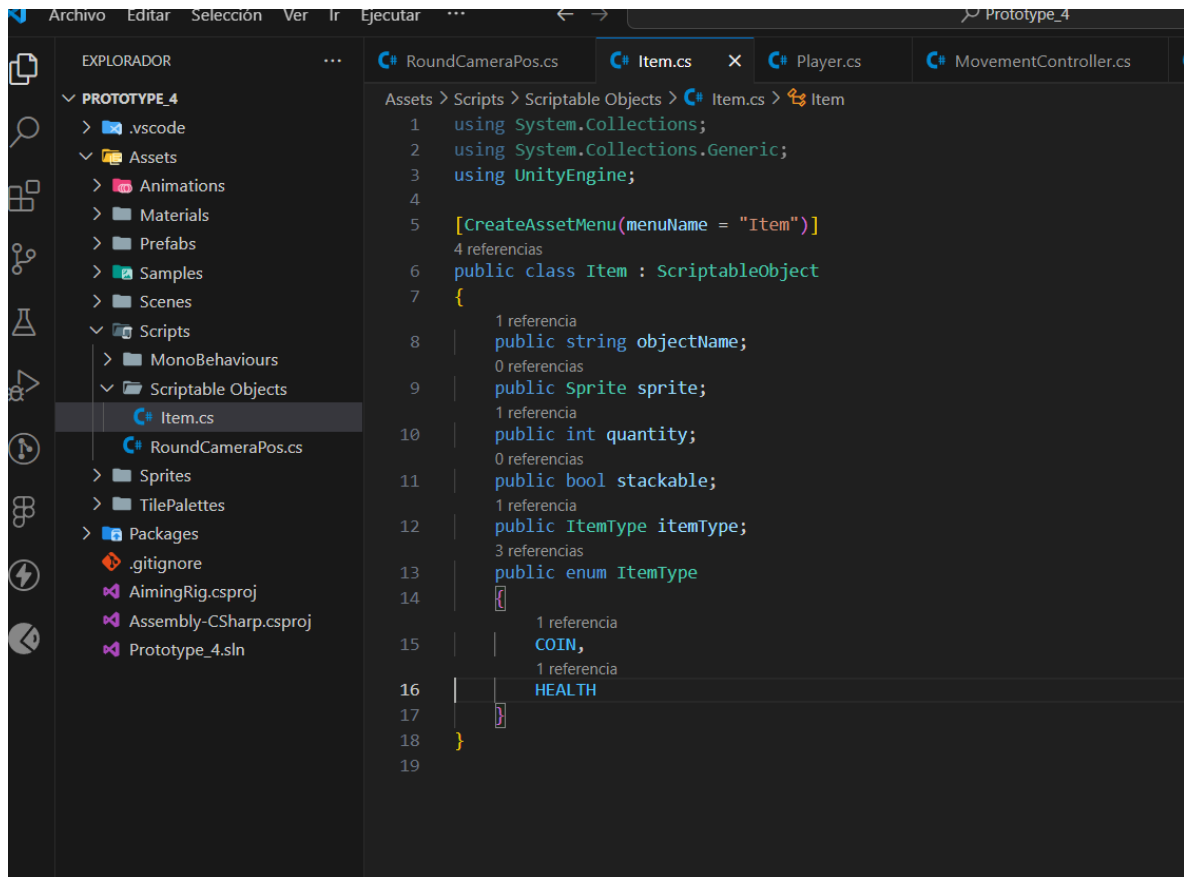 Archivo Editar Selección Ver Ir Ejecutar ··· ← → Prototype_4
EXPLORADOR ···
PROTOTYPE_4
.vscode
Assets
Animations
Materials
Prefabs
Samples
Scenes
Scripts
MonoBehaviours
Scriptable Objects
C# Item.cs
C# RoundCameraPos.cs
Sprites
TilePalettes
Packages
.gitignore
AimingRig.csproj
Assembly-CSharp.csproj
Prototype_4.sln
C# RoundCameraPos.cs C# Item.cs × C# Player.cs C# MovementController.cs
Assets > Scripts > Scriptable Objects > C# Item.cs > Item
1 using System.Collections;
2 using System.Collections.Generic;
3 using UnityEngine;
4
5 [CreateAssetMenu(menuName = "Item")]
4 referencias
6 public class Item : ScriptableObject
7 {
1 referencia
8 public string objectName;
0 referencias
9 public Sprite sprite;
1 referencia
10 public int quantity;
0 referencias
11 public bool stackable;
1 referencia
12 public ItemType itemType;
3 referencias
13 public enum ItemType
14 {
1 referencia
15 COIN,
1 referencia
16 HEALTH
17 }
18 }
19